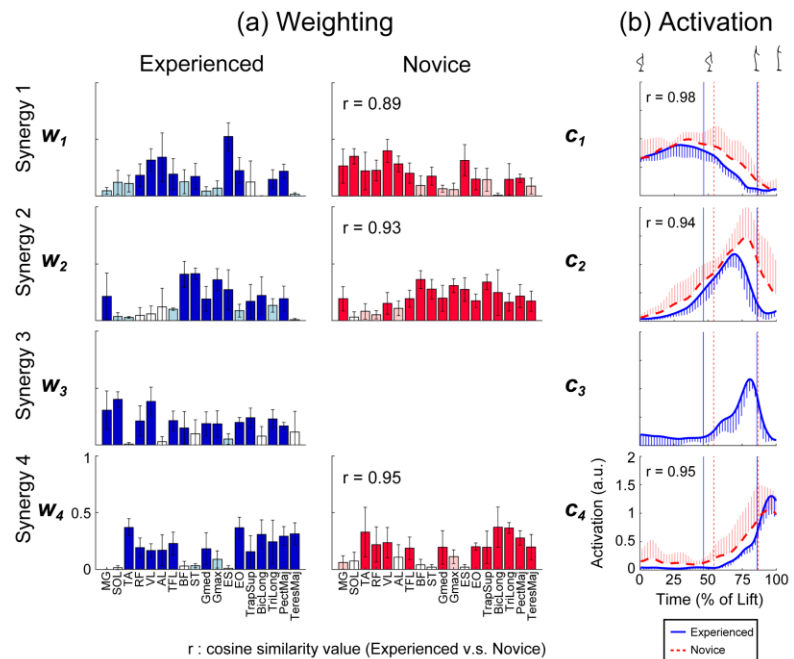 (a) Weighting
(b) Activation
Experienced
Novice
Synergy 1
w1
r = 0.89
c1
r = 0.98
Synergy 2
w2
r = 0.93
c2
r = 0.94
Synergy 3
w3
c3
Synergy 4
w4
1
0.5
0
r = 0.95
c4
Activation (a.u.)
2
1.5
1
0.5
0
r = 0.95
MG SOL TA RF VL AL TFL BF ST Gmed Gmax ES EO TrapSup BicLong TriLong PectMaj TeresMaj
MG SOL TA RF VL AL TFL BF ST Gmed Gmax ES EO TrapSup BicLong TriLong PectMaj TeresMaj
0 25 50 75 100
Time (% of Lift)
Experienced
Novice
r : cosine similarity value (Experienced v.s. Novice)